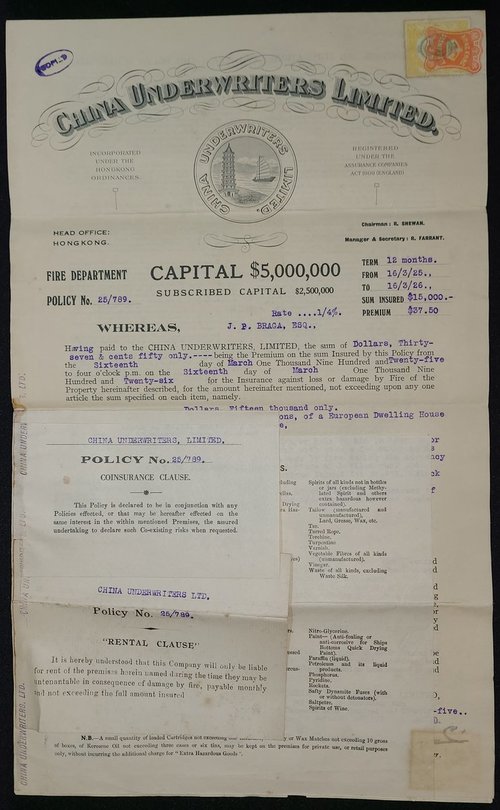 CHINA UNDERWRITERS LIMITED.
INCORPORATED
UNDER THE
HONGKONG
ORDINANCES.
CHINA UNDERWRITERS LIMITED.
REGISTERED
UNDER THE
ASSURANCE COMPANIES
ACT 1909 (ENGLAND)
HEAD OFFICE:
HONGKONG.
Chairman: R. SHEWAN.
Manager & Secretary: R. FARRANT.
FIRE DEPARTMENT
POLICY No. 25/789.
CAPITAL $5,000,000
SUBSCRIBED CAPITAL $2,500,000
TERM 12 months.
FROM 16/3/25.,
TO 16/3/26.,
SUM INSURED $15,000.-
PREMIUM $37.50
Rate ....1/4%.
WHEREAS, J. P. BRAGA, ESQ..,
Having paid to the CHINA UNDERWRITERS, LIMITED, the sum of Dollars, Thirty-
seven & cents fifty only.---- being the Premium on the sum Insured by this Policy from
the Sixteenth day of March One Thousand Nine Hundred and Twenty-five
to four o'clock p.m. on the Sixteenth day of March One Thousand Nine
Hundred and Twenty-six for the Insurance against loss or damage by Fire of the
Property hereinafter described, for the amount hereinafter mentioned, not exceeding upon any one
article the sum specified on each item, namely.
Dollars, Fifteen thousand only.
of a European Dwelling House
CHINA UNDERWRITERS, LIMITED.
POLICY No. 25/789.
COINSURANCE CLAUSE.
This Policy is declared to be in conjunction with any
Policies effected, or that may be hereafter effected on the
same interest in the within mentioned Premises, the assured
undertaking to declare such Co-existing risks when requested.
CHINA UNDERWRITERS LTD.
Policy No. 25/789.
"RENTAL CLAUSE"
It is hereby understood that this Company will only be liable
for rent of the premises herein named during the time they may be
untenantable in consequence of damage by fire, payable monthly
and not exceeding the full amount insured
Spirits of all kinds not in bottles
or jars (excluding Methy-
lated Spirit and others
extra hazardous however
contained).
Tallow (manufactured and
unmanufactured),
Lard, Grease, Wax, etc.
Tar.
Tarred Rope.
Torchine.
Turpentine
Varnish.
Vegetable Fibres of all kinds
(unmanufactured).
Vinegar.
Waste of all kinds, excluding
Waste Silk.
Nitro-Glycerine.
Paint—(Anti-fouling or
anti-corrosive for Ships
Bottoms Quick Drying
Paint).
Paraffin (liquid).
Petroleum and its liquid
products.
Phosphorus.
Pyridine.
Rockets.
Safty Dynamite Fuses (with
or without detonators).
Saltpetre.
Spirits of Wine.
N.B.—A small quantity of loaded Cartridges not exceeding or Wax Matches not exceeding 10 gross
of boxes, of Kerosene Oil not exceeding three cases or six tins, may be kept on the premises for private use, or retail purposes
only, without incurring the additional charge for "Extra Hazardous Goods".